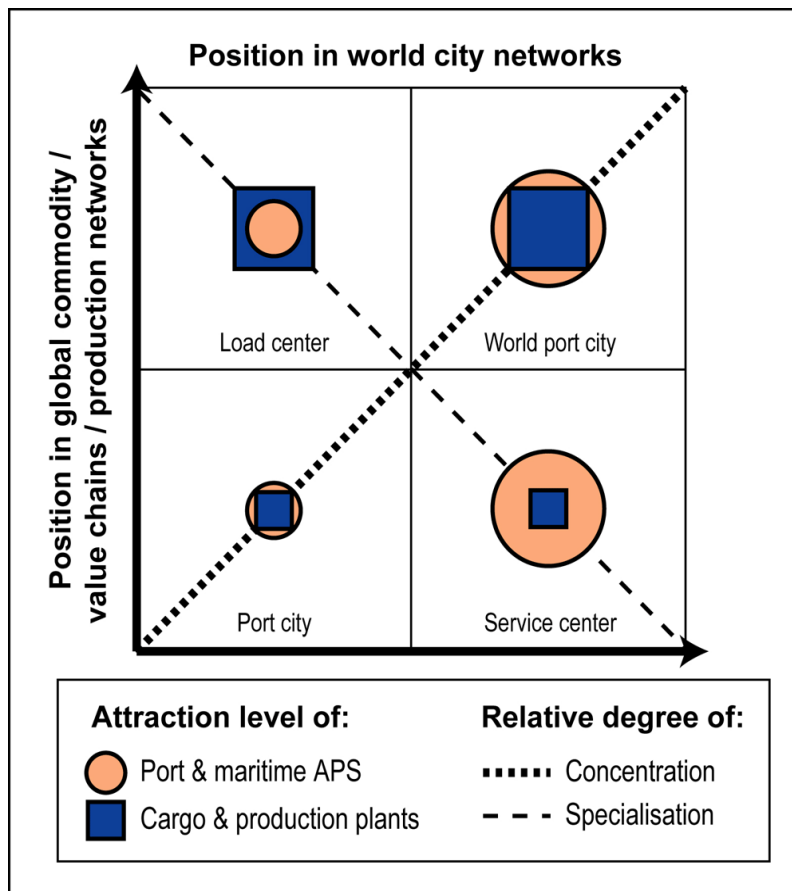 Position in world city networks
Position in global commodity /
value chains / production networks
Load center
World port city
Port city
Service center
Attraction level of:
Relative degree of:
Port & maritime APS
Concentration
Cargo & production plants
Specialisation